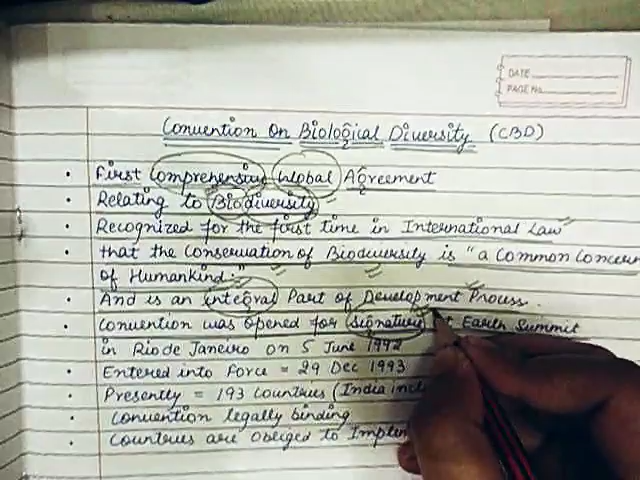 DATE
PAGE No.
Convention On Biological Diversity (CBD)
• First Comprehensive Global Agreement
• Relating to Biodiversity
• Recognized for the first time in International Law
• that the Conservation of Biodiversity is "a Common Concern
of Humankind."
• And is an integral Part of Development Process.
• Convention was opened for signature at Earth Summit
in Rio de Janeiro on 5 June 1992
• Entered into Force = 29 Dec 1993
• Presently = 193 Countries (India incl
• Convention legally binding
• Countries are obliged to Implem